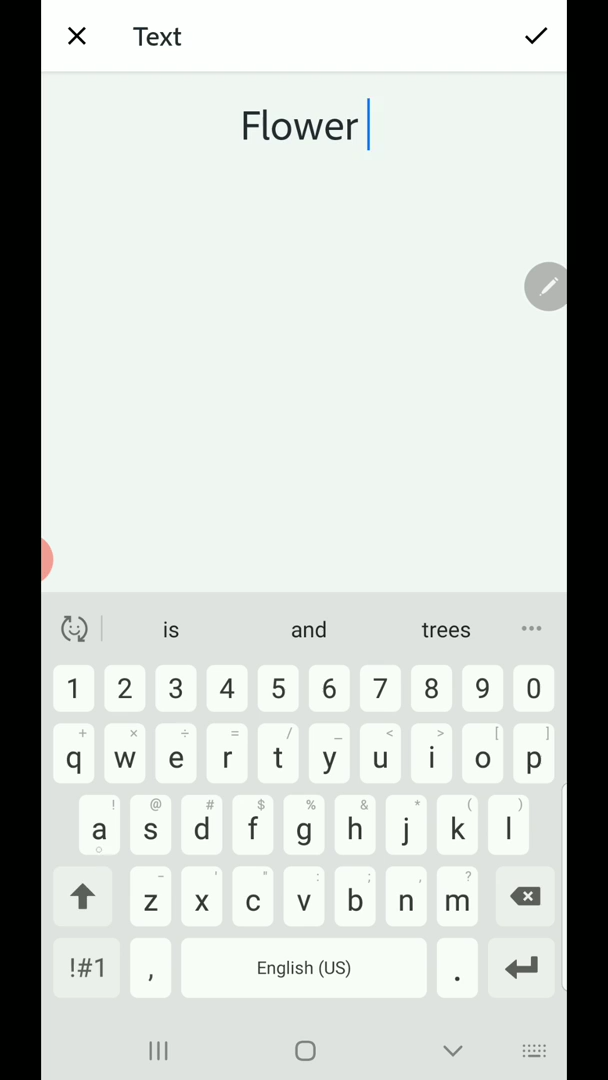 Text
Flower
is and trees
1 2 3 4 5 6 7 8 9 0
+ × ÷ = / _ < > [ ]
q w e r t y u i o p
! @ # $ % & * ( )
a s d f g h j k l
- ' " : ; , ?
z x c v b n m
!#1 , English (US) .